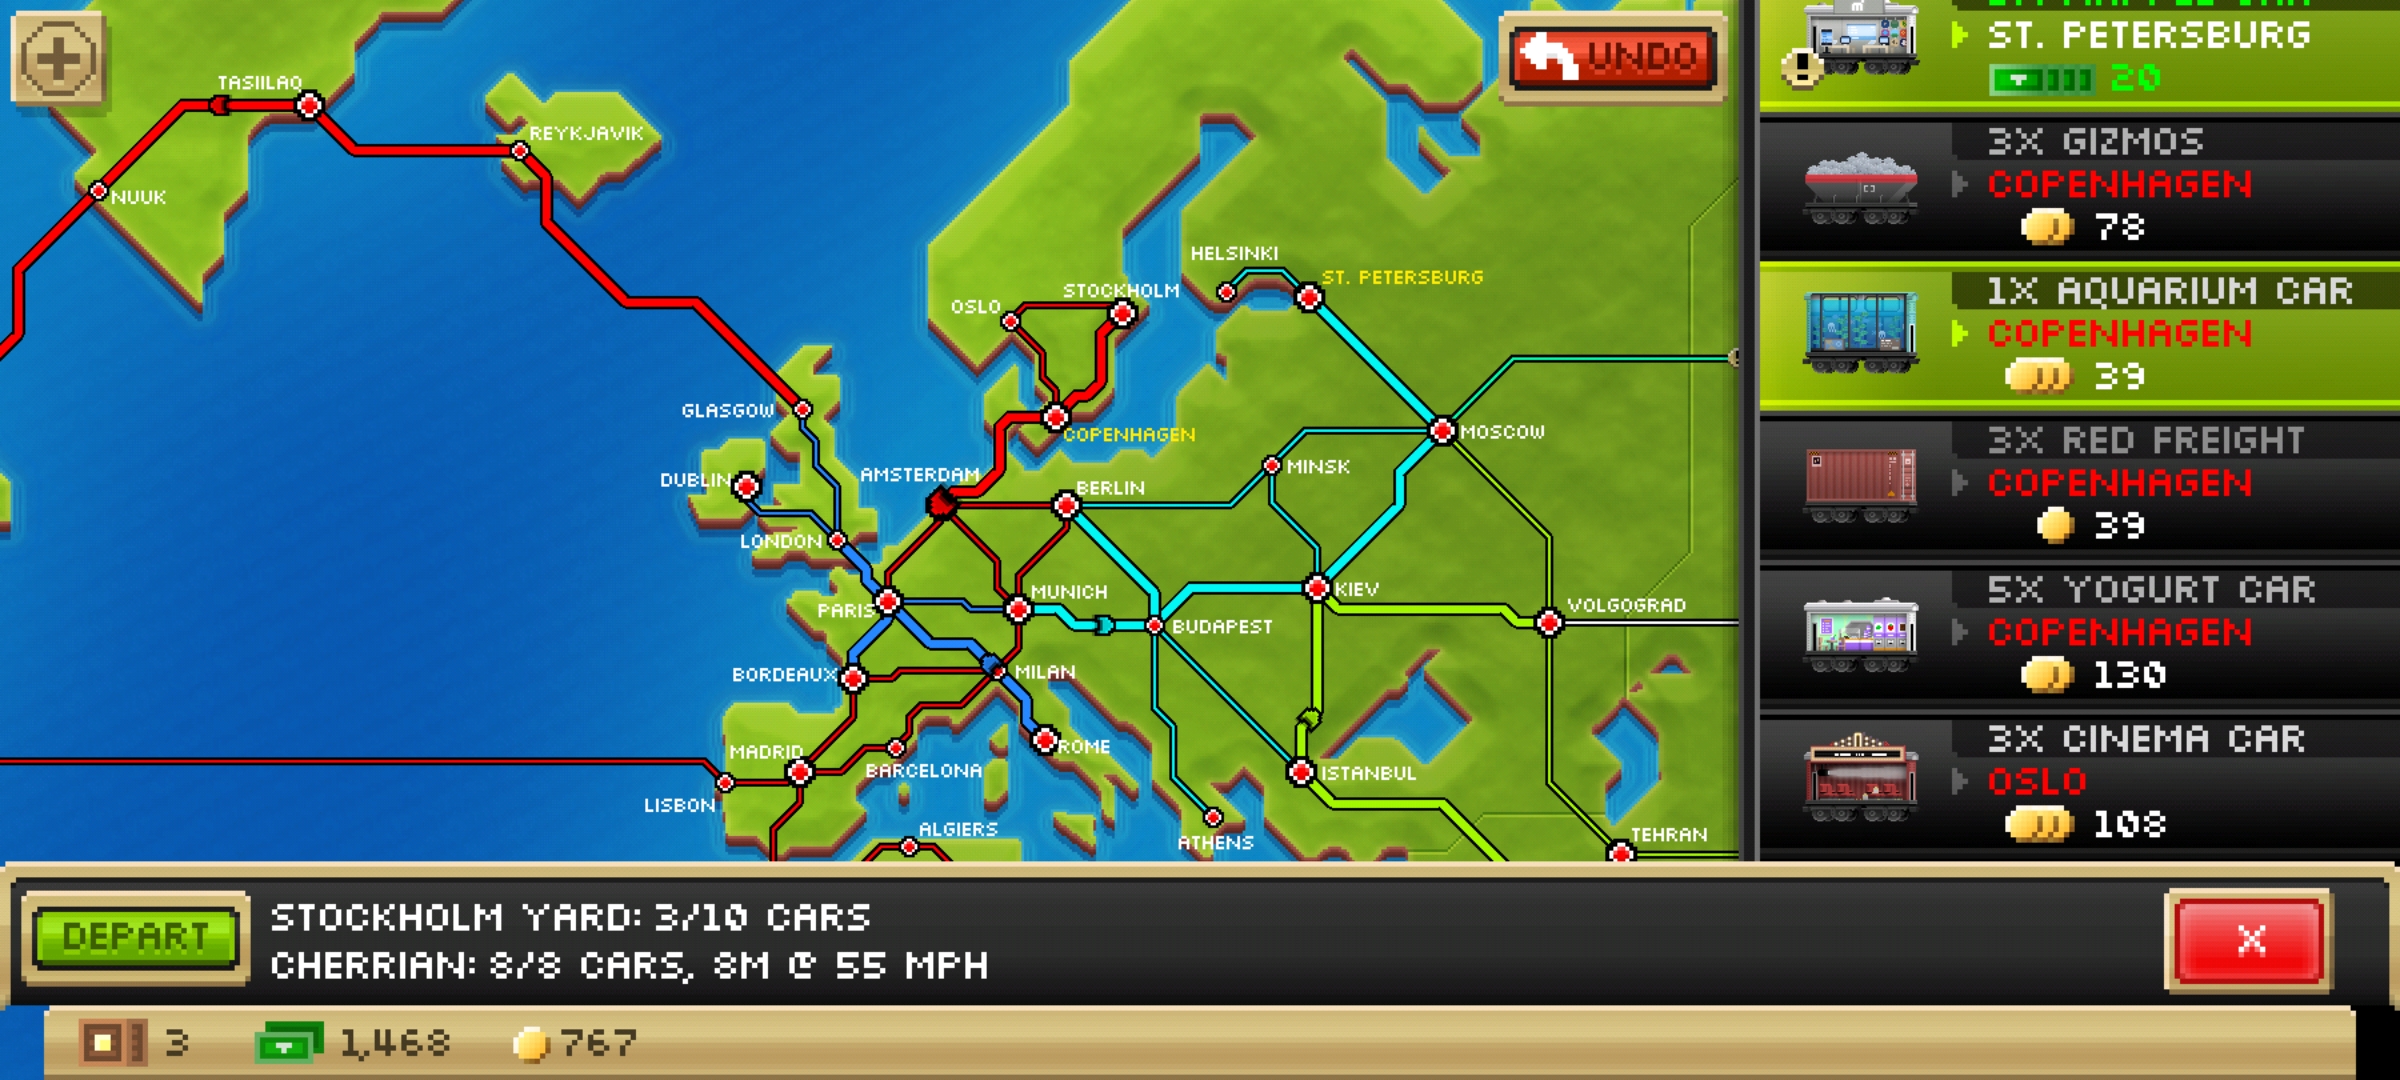 UNDO
TASIILAQ
REYKJAVIK
NUUK
HELSINKI
ST. PETERSBURG
STOCKHOLM
OSLO
GLASGOW
COPENHAGEN
MOSCOW
MINSK
AMSTERDAM
DUBLIN
BERLIN
LONDON
MUNICH
KIEV
PARIS
BUDAPEST
VOLGOGRAD
BORDEAUX
MILAN
MADRID
ROME
BARCELONA
ISTANBUL
LISBON
ALGIERS
ATHENS
TEHRAN
ST. PETERSBURG
20
3X GIZMOS
COPENHAGEN
78
1X AQUARIUM CAR
COPENHAGEN
39
3X RED FREIGHT
COPENHAGEN
39
5X YOGURT CAR
COPENHAGEN
130
3X CINEMA CAR
OSLO
108
DEPART
STOCKHOLM YARD: 3/10 CARS
CHERRIAN: 8/8 CARS, 8M @ 55 MPH
X
3
1,468
767